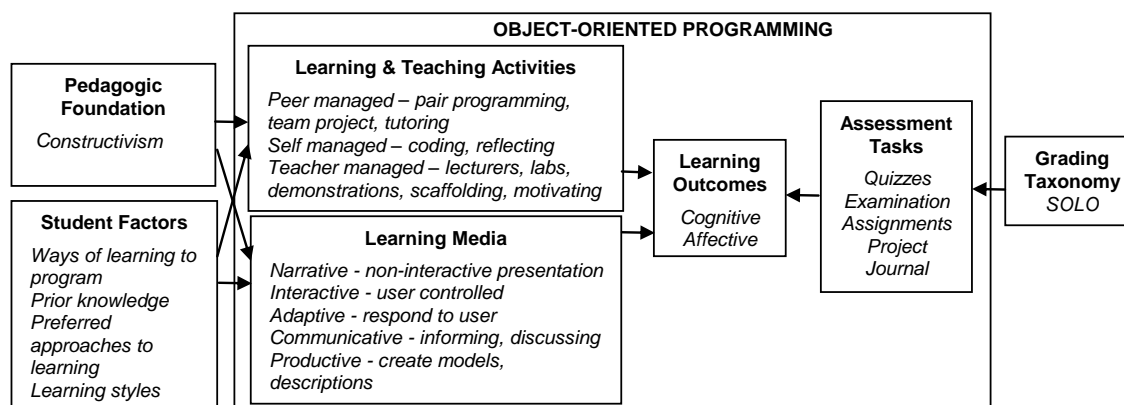 OBJECT-ORIENTED PROGRAMMING
Pedagogic
Foundation
Constructivism
Student Factors
Ways of learning to
program
Prior knowledge
Preferred
approaches to
learning
Learning styles
Learning & Teaching Activities
Peer managed – pair programming,
team project, tutoring
Self managed – coding, reflecting
Teacher managed – lecturers, labs,
demonstrations, scaffolding, motivating
Learning Media
Narrative - non-interactive presentation
Interactive - user controlled
Adaptive - respond to user
Communicative - informing, discussing
Productive - create models,
descriptions
Learning
Outcomes
Cognitive
Affective
Assessment
Tasks
Quizzes
Examination
Assignments
Project
Journal
Grading
Taxonomy
SOLO